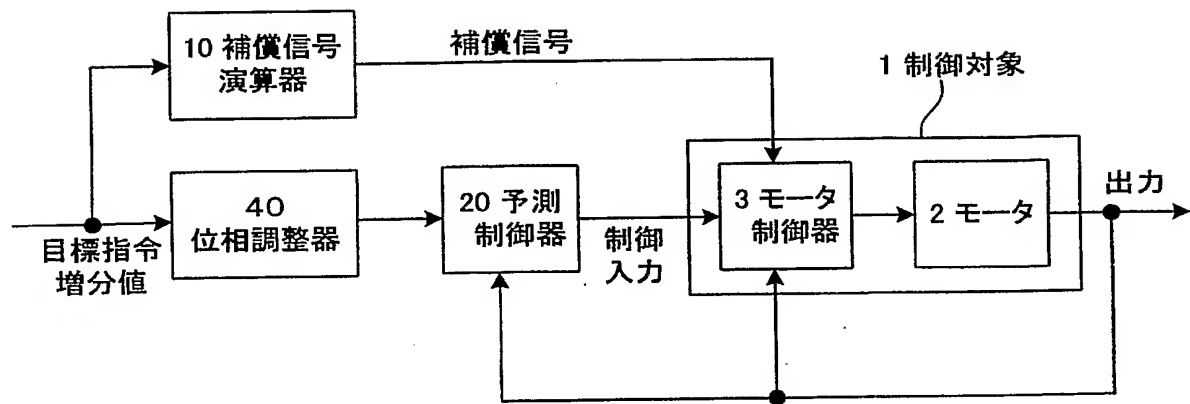 10 補償信号
演算器
補償信号
1 制御対象
40
位相調整器
20 予測
制御器
3 モータ
制御器
2 モータ
出力
目標指令
増分値
制御
入力